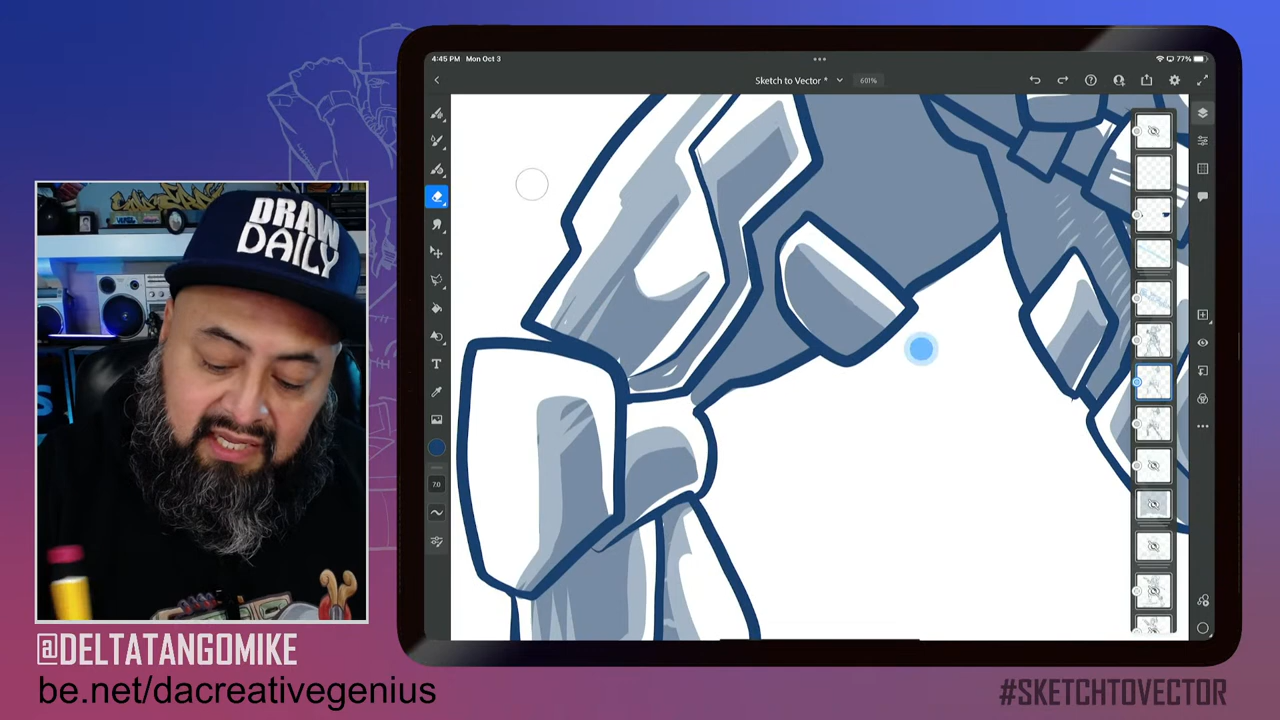 4:45 PM Mon Oct 3
77%
Sketch to Vector *
601%
T
70
DRAW
DAILY
S
@DELTATANGOMIKE
be.net/dacreativegenius
#SKETCHTOVECTOR